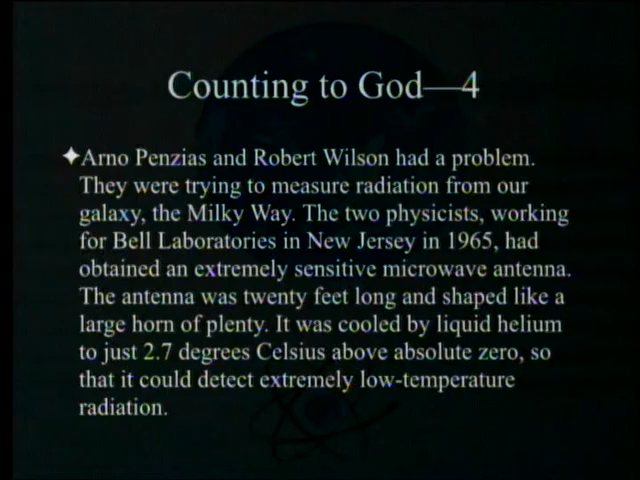 Counting to God—4
✦Arno Penzias and Robert Wilson had a problem.
They were trying to measure radiation from our
galaxy, the Milky Way. The two physicists, working
for Bell Laboratories in New Jersey in 1965, had
obtained an extremely sensitive microwave antenna.
The antenna was twenty feet long and shaped like a
large horn of plenty. It was cooled by liquid helium
to just 2.7 degrees Celsius above absolute zero, so
that it could detect extremely low-temperature
radiation.